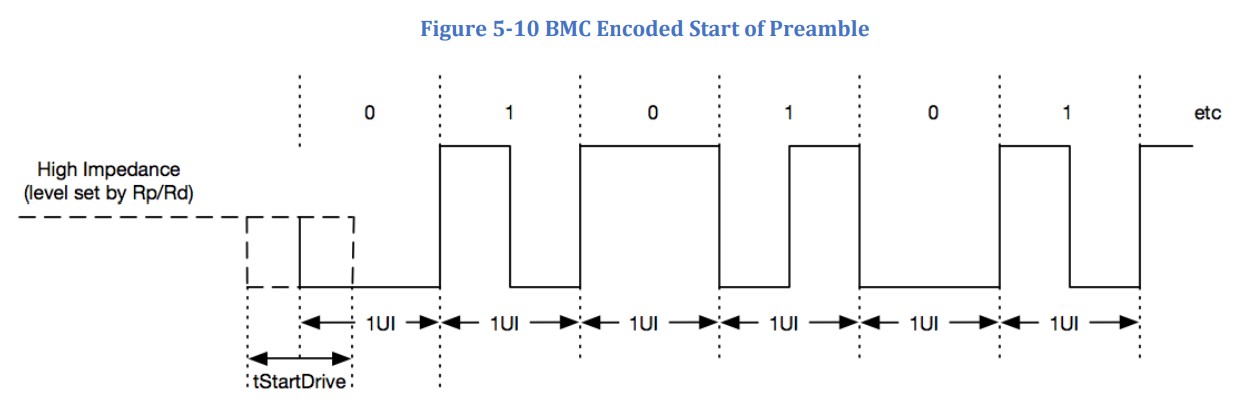 Figure 5-10 BMC Encoded Start of Preamble
0 1 0 1 0 1 etc
High Impedance
(level set by Rp/Rd)
1UI 1UI 1UI 1UI 1UI 1UI
tStartDrive